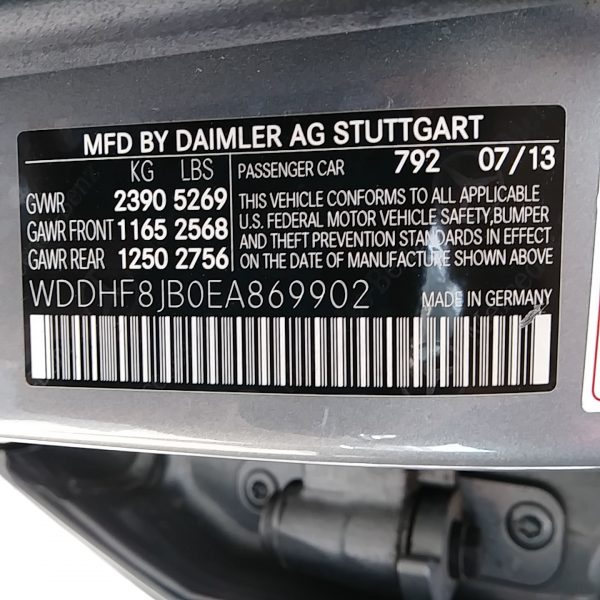 MFD BY DAIMLER AG STUTTGART
KG LBS PASSENGER CAR 792 07/13
GVWR 2390 5269
GAWR FRONT 1165 2568
GAWR REAR 1250 2756
THIS VEHICLE CONFORMS TO ALL APPLICABLE
U.S. FEDERAL MOTOR VEHICLE SAFETY,BUMPER
AND THEFT PREVENTION STANDARDS IN EFFECT
ON THE DATE OF MANUFACTURE SHOWN ABOVE
WDDHF8JB0EA869902 MADE IN GERMANY